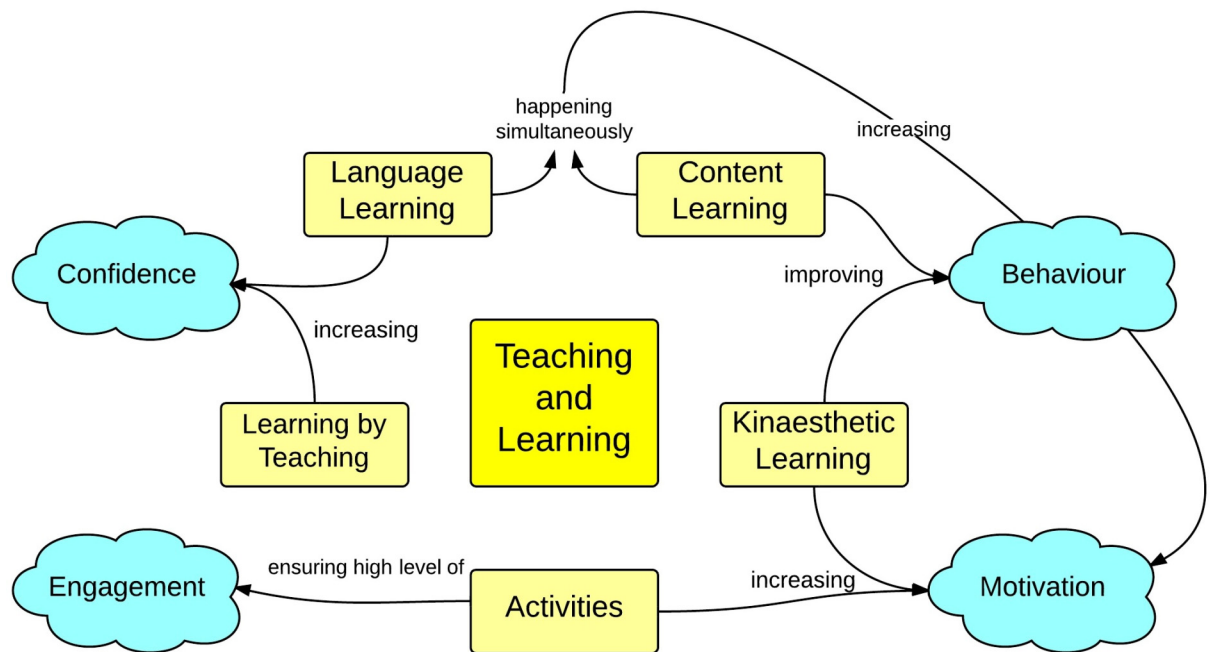 happening
simultaneously
increasing
Language
Learning
Content
Learning
Confidence
improving
Behaviour
increasing
Teaching
and
Learning
Learning by
Teaching
Kinaesthetic
Learning
ensuring high level of
Engagement
Activities
increasing
Motivation